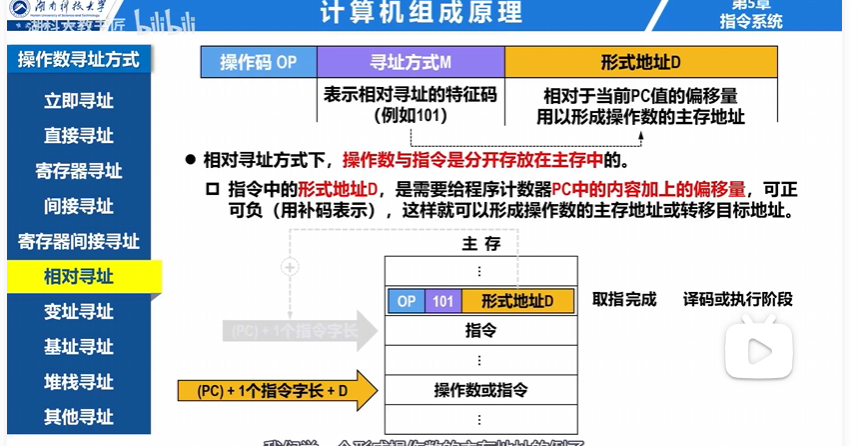 湖南科技大学
计算机组成原理
第5章
指令系统
湖科大教书匠 bilibili
操作数寻址方式
立即寻址
直接寻址
寄存器寻址
间接寻址
寄存器间接寻址
相对寻址
变址寻址
基址寻址
堆栈寻址
其他寻址
操作码 OP
寻址方式M
形式地址D
表示相对寻址的特征码
（例如101）
相对于当前PC值的偏移量
用以形成操作数的主存地址
● 相对寻址方式下，操作数与指令是分开存放在主存中的。
指令中的形式地址D，是需要给程序计数器PC中的内容加上的偏移量，可正
可负（用补码表示），这样就可以形成操作数的主存地址或转移目标地址。
主 存
⋮
OP 101 形式地址D
取指完成 译码或执行阶段
(PC) + 1个指令字长
指令
⋮
(PC) + 1个指令字长 + D
操作数或指令
⋮